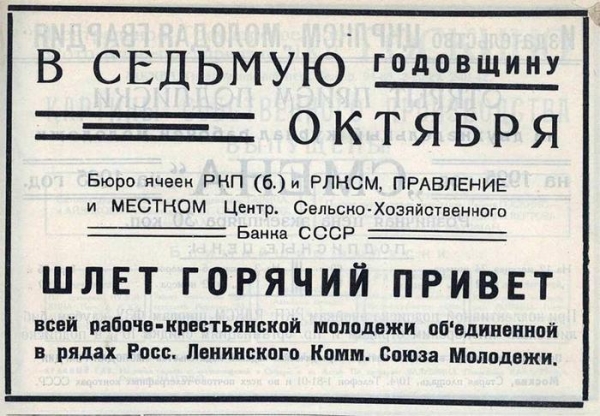 В СЕДЬМУЮ ГОДОВЩИНУ
ОКТЯБРЯ
Бюро ячеек РКП (б.) и РЛКСМ, ПРАВЛЕНИЕ
и МЕСТКОМ Центр. Сельско-Хозяйственного
Банка СССР
ШЛЕТ ГОРЯЧИЙ ПРИВЕТ
всей рабоче-крестьянской молодежи об'единенной
в рядах Росс. Ленинского Комм. Союза Молодежи.